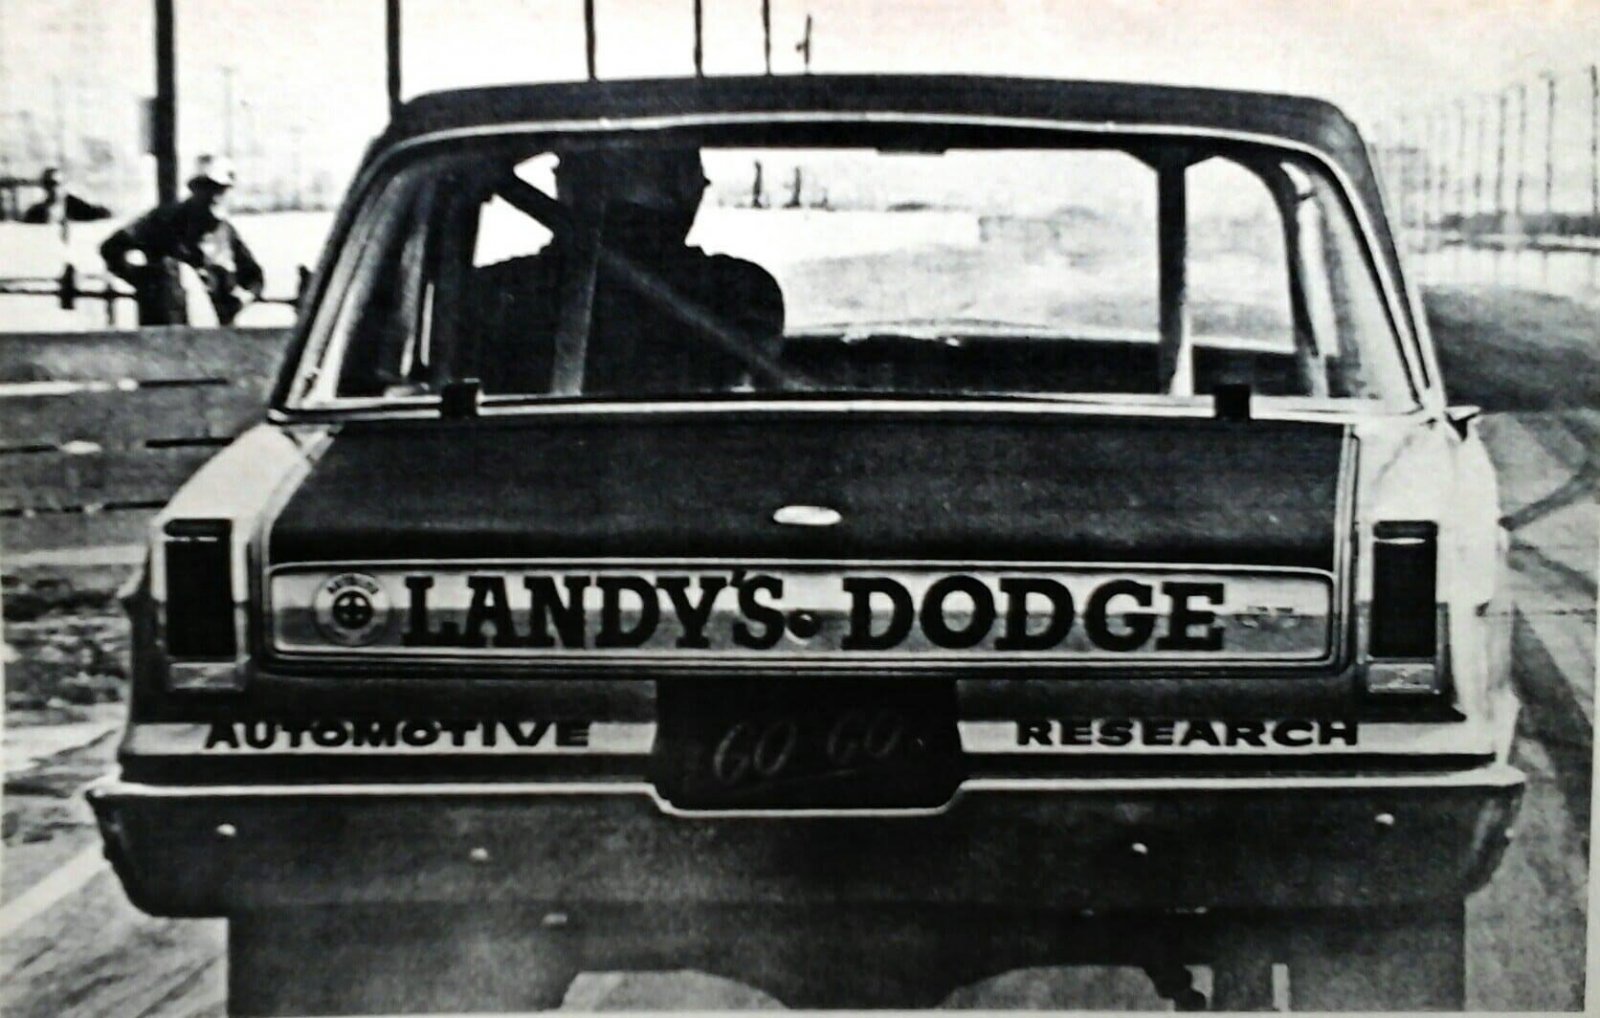 LANDY'S DODGE
AUTOMOTIVE
GO GO
RESEARCH